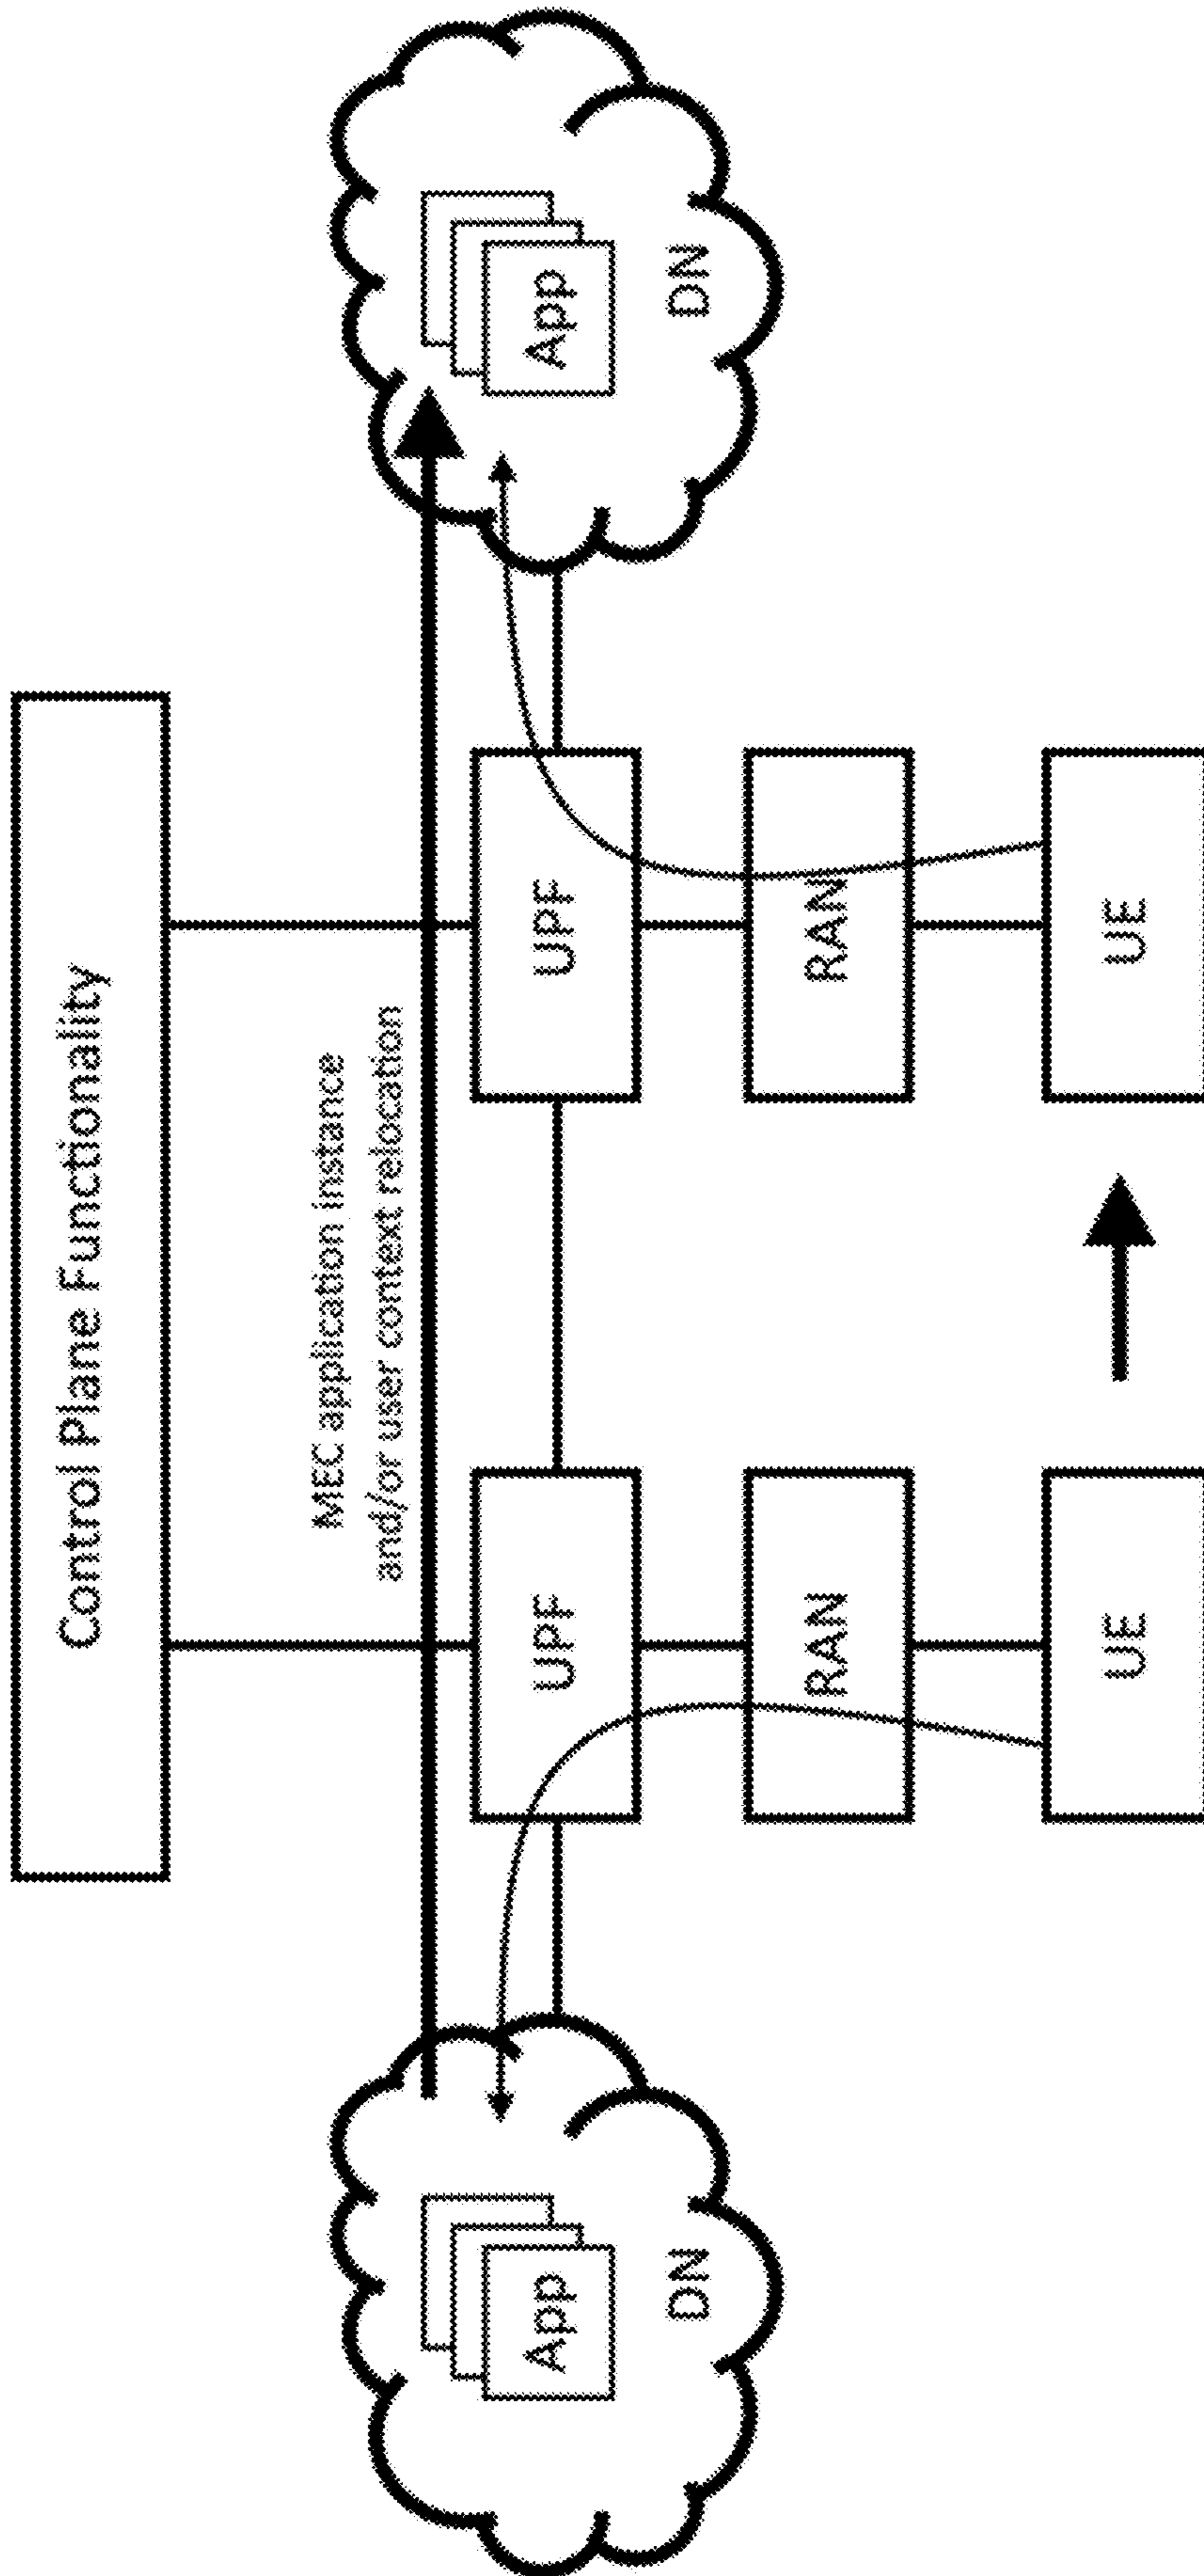 Control Plane Functionality
MEC application instance
and/or user context relocation
App
DN
UPF
UPF
App
DN
RAN
RAN
UE
UE